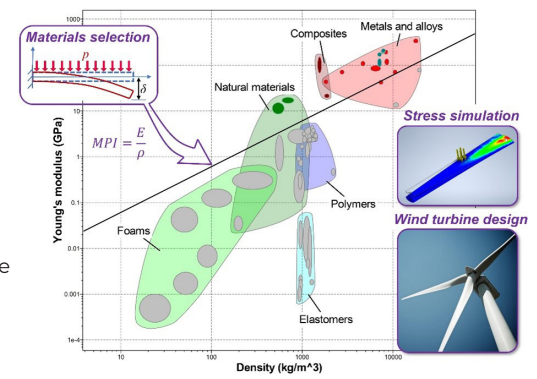 Materials selection
p
δ
MPI = E/ρ
Composites
Metals and alloys
Natural materials
Stress simulation
Polymers
Wind turbine design
Foams
Elastomers
Young's modulus (GPa)
1000
10
1
0.1
0.01
0.001
1e-4
10
100
1000
10000
Density (kg/m^3)